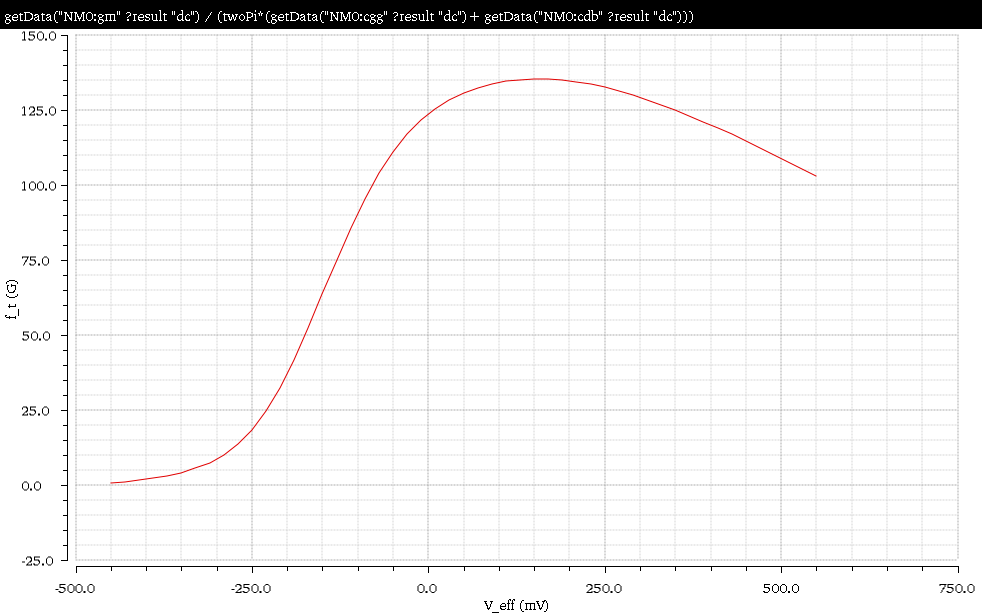 getData("NM0:gm" ?result "dc") / (twoPi*(getData("NM0:cgg" ?result "dc") + getData("NM0:cdb" ?result "dc")))
150.0
125.0
100.0
75.0
50.0
25.0
0.0
-25.0
f_t (G)
-500.0 -250.0 0.0 250.0 500.0 750.0
V_eff (mV)